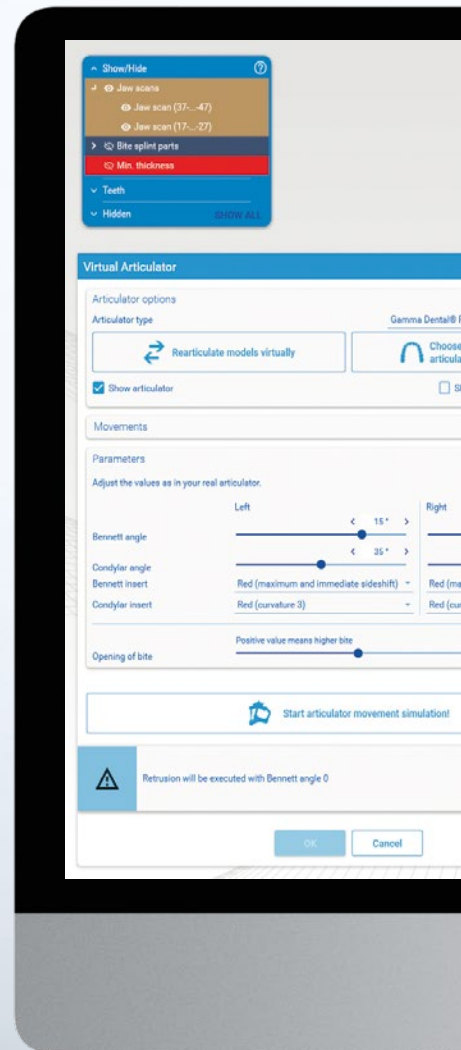 Show/Hide
Jaw scans
Jaw scan (37-...-47)
Jaw scan (17-...-27)
Bite splint parts
Min. thickness
Teeth
Hidden SHOW ALL
Virtual Articulator
Articulator options
Articulator type Gamma Dental®
Rearticulate models virtually Choose
articula
Show articulator
Movements
Parameters
Adjust the values as in your real articulator.
Left Right
15°
Bennett angle
35°
Condylar angle
Bennett insert Red (maximum and immediate sideshift) Red (ma
Condylar insert Red (curvature 3) Red (cur
Positive value means higher bite
Opening of bite
Start articulator movement simulation!
Retrusion will be executed with Bennett angle 0
OK Cancel